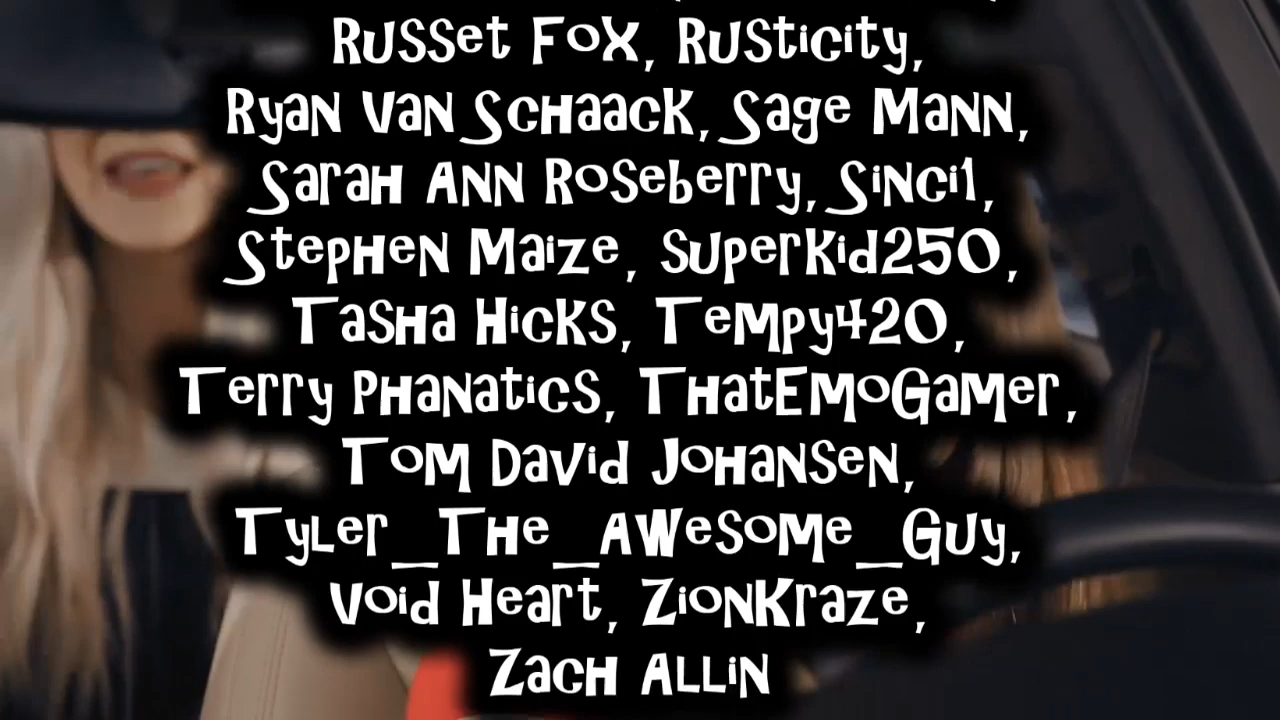 Russet Fox, Rusticity,
Ryan Van Schaack, Sage Mann,
Sarah Ann Roseberry, Sinci1,
Stephen Maize, SuperKid250,
Tasha Hicks, Tempy420,
Terry Phanatics, ThatEmoGamer,
Tom David Johansen,
Tyler_The_Awesome_Guy,
Void Heart, ZionKraze,
Zach Allin